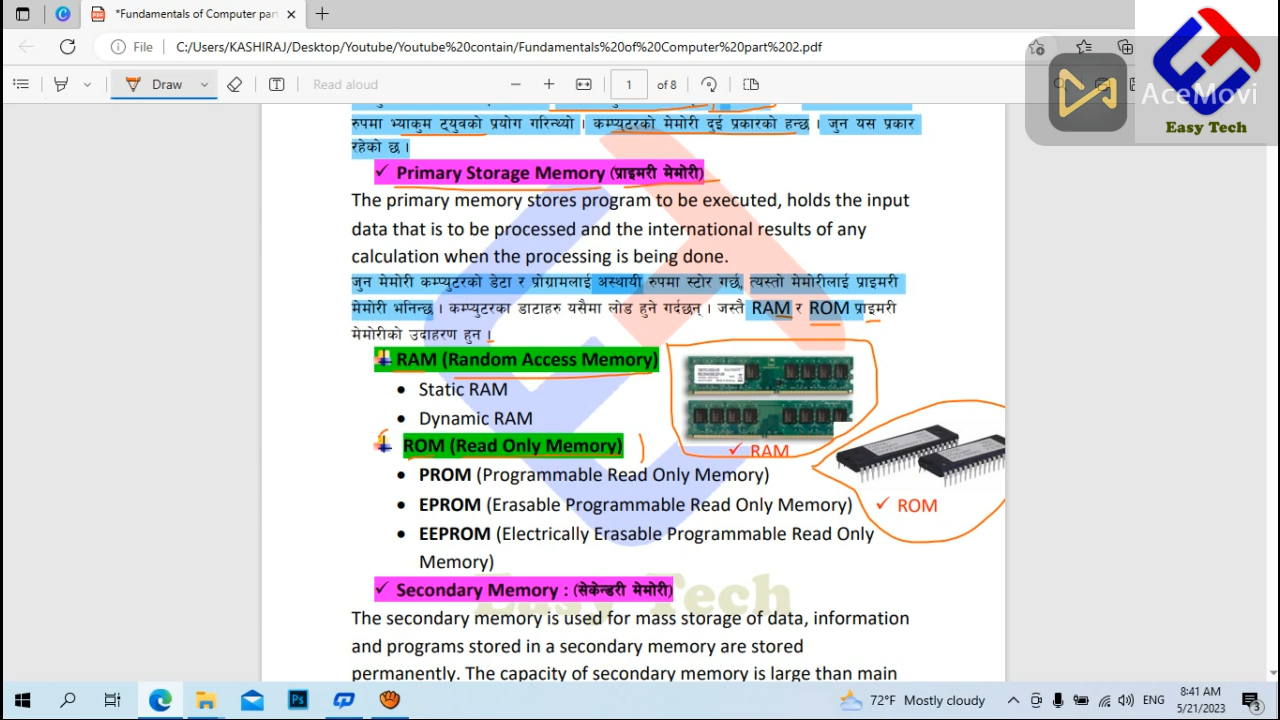 *Fundamentals of Computer part
File
C:/Users/KASHIRAJ/Desktop/Youtube/Youtube%20contain/Fundamentals%20of%20Computer%20part%202.pdf
Draw
Read aloud
1 of 8
AceMovi
Easy Tech
रुपमा भ्याकुम ट्युवको प्रयोग गरिन्थ्यो । कम्प्युटरको मेमोरी दुई प्रकारको हन्छ । जुन यस प्रकार
रहेको छ ।
✓ Primary Storage Memory (प्राइमरी मेमोरी)
The primary memory stores program to be executed, holds the input
data that is to be processed and the international results of any
calculation when the processing is being done.
जुन मेमोरी कम्प्युटरको डेटा र प्रोग्रामलाई अस्थायी रुपमा स्टोर गर्छ, त्यस्तो मेमोरीलाई प्राइमरी
मेमोरी भनिन्छ । कम्प्युटरका डाटाहरु यसैमा लोड हुने गर्दछन् । जस्तै RAM र ROM प्राइमरी
मेमोरीको उदाहरण हुन ।
RAM (Random Access Memory)
• Static RAM
• Dynamic RAM
✓ RAM
ROM (Read Only Memory)
• PROM (Programmable Read Only Memory)
• EPROM (Erasable Programmable Read Only Memory)
✓ ROM
• EEPROM (Electrically Erasable Programmable Read Only
Memory)
✓ Secondary Memory : (सेकेन्डरी मेमोरी)
Easy Tech
The secondary memory is used for mass storage of data, information
and programs stored in a secondary memory are stored
permanently. The capacity of secondary memory is large than main
72°F Mostly cloudy
ENG
8:41 AM
5/21/2023
3